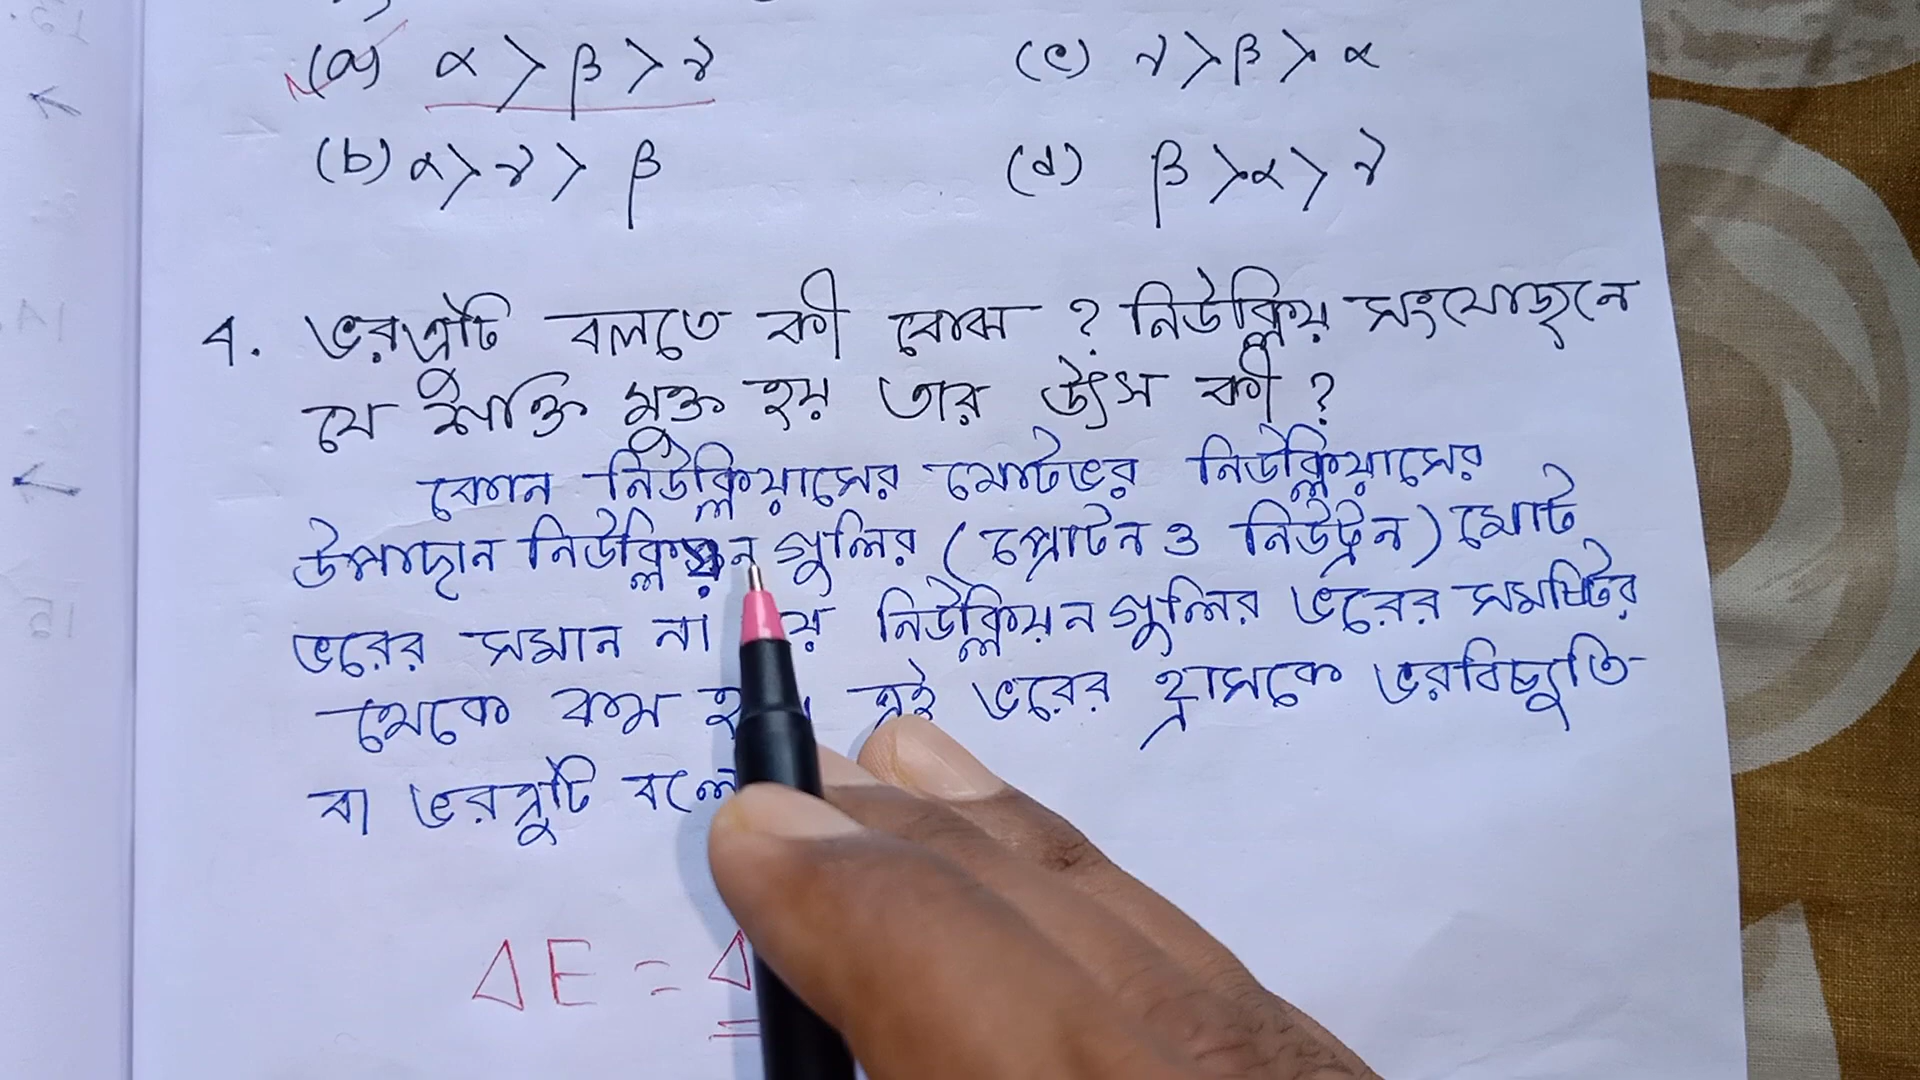 (a) α > β > γ (c) γ > β > α
(b) α > γ > β (d) β > α > γ
4. ভরত্রুটি বলতে কী বোঝ ? নিউক্লিয় সংযোজনে
যে শক্তি মুক্ত হয় তার উৎস কী ?
কোন নিউক্লিয়াসের মোটভর নিউক্লিয়াসের
উপাদান নিউক্লিয়ন গুলির (প্রোটন ও নিউট্রন) মোট
ভরের সমান না নিউক্লিয়ন গুলির ভরের সমষ্টির
থেকে কম এই ভরের হ্রাসকে ভরবিচ্যুতি
বা ভরত্রুটি বলে
ΔE = Δ